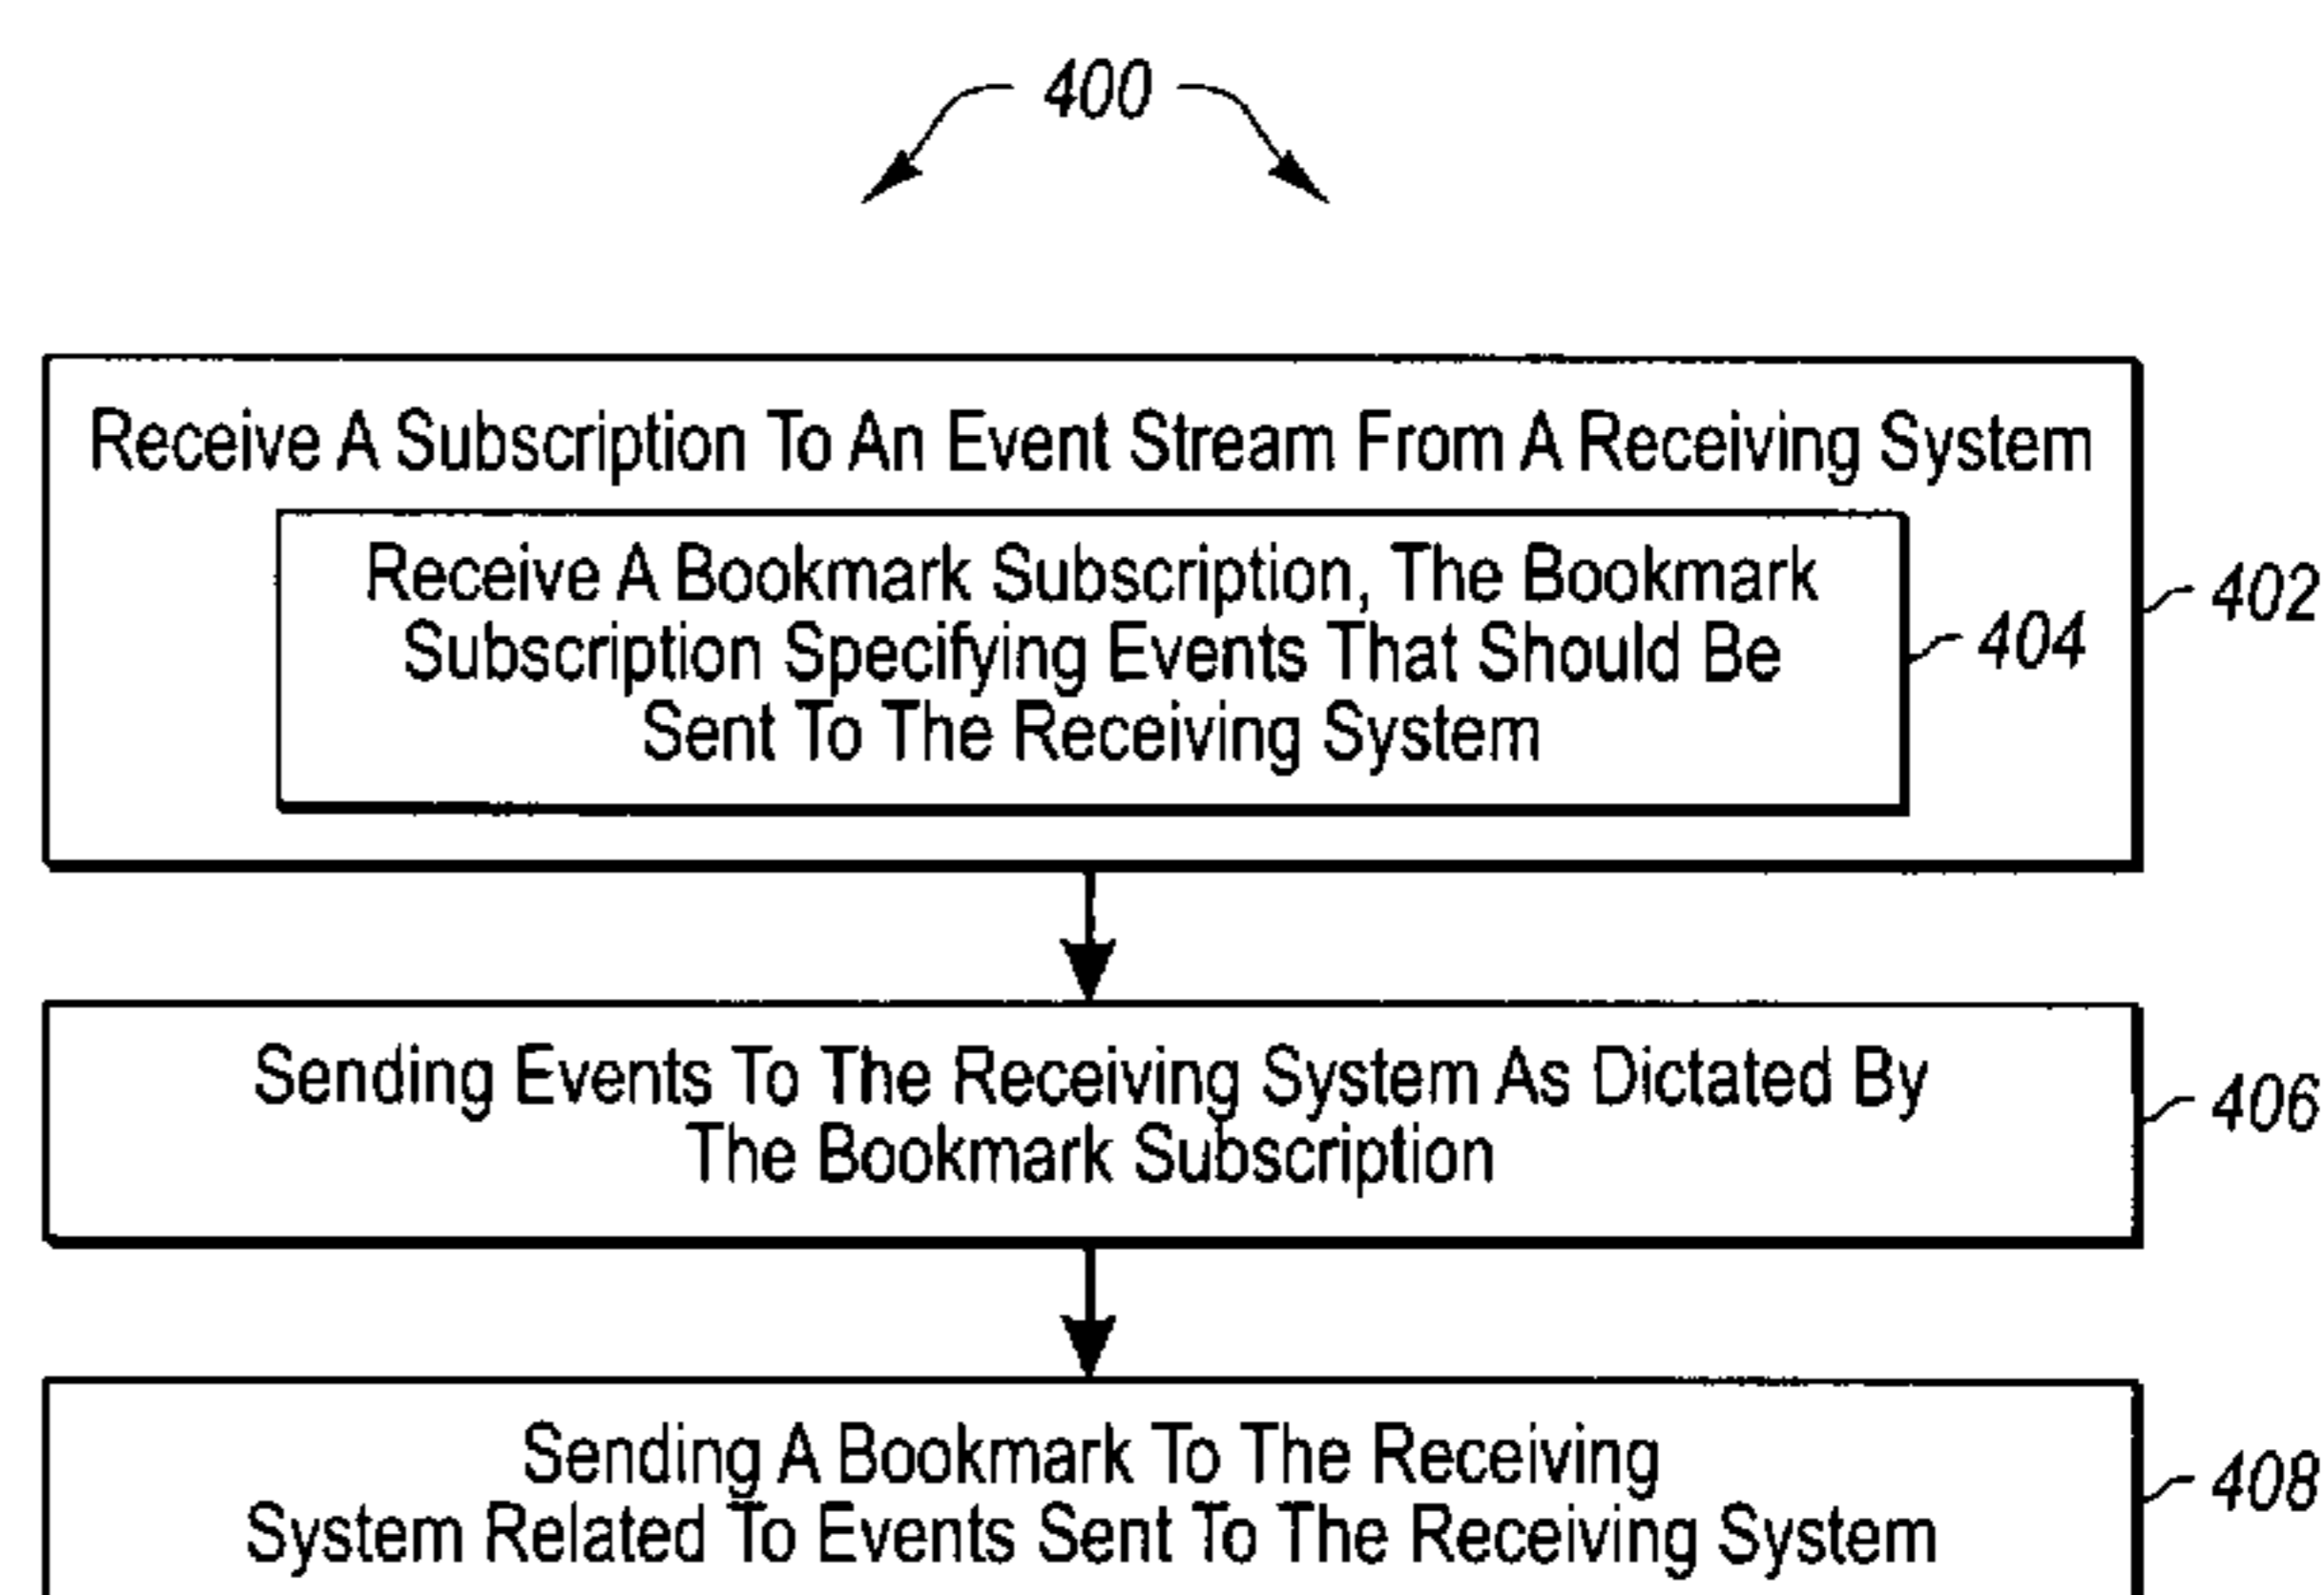 400
Receive A Subscription To An Event Stream From A Receiving System
Receive A Bookmark Subscription, The Bookmark
Subscription Specifying Events That Should Be
Sent To The Receiving System
404
402
Sending Events To The Receiving System As Dictated By
The Bookmark Subscription
406
Sending A Bookmark To The Receiving
System Related To Events Sent To The Receiving System
408